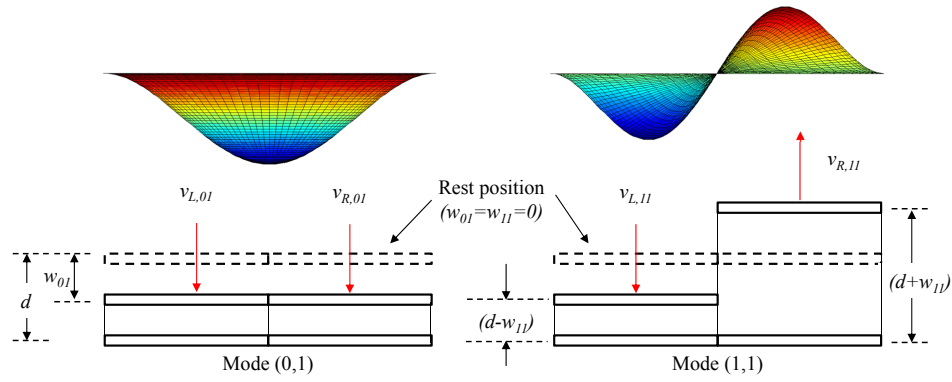 v_{L,01}
v_{R,01}
Rest position
(w_{01}=w_{11}=0)
v_{L,11}
v_{R,11}
d
w_{01}
(d-w_{11})
(d+w_{11})
Mode (0,1)
Mode (1,1)